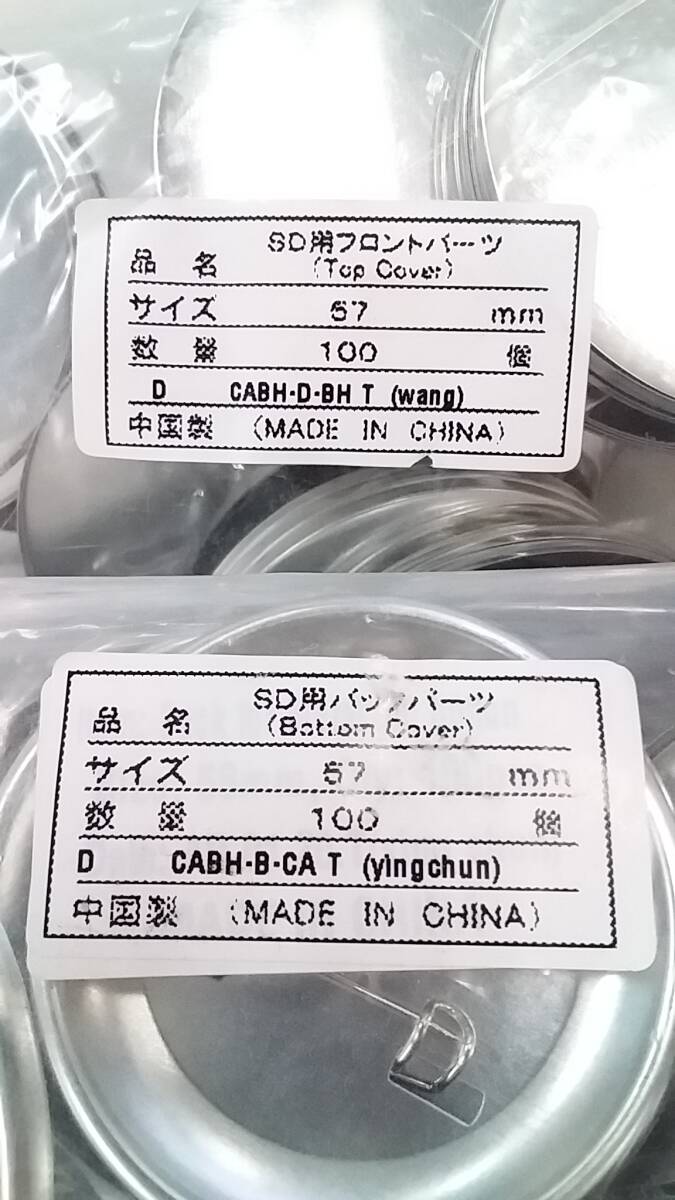 SD用フロントパーツ
品 名 (Top Cover)
サイズ 57 mm
数 量 100 個
D CABH-D-BH T (wang)
中国製 (MADE IN CHINA)
SD用バックパーツ
品 名 (Bottom Cover)
サイズ 57 mm
数 量 100 個
D CABH-B-CA T (yingchun)
中国製 (MADE IN CHINA)